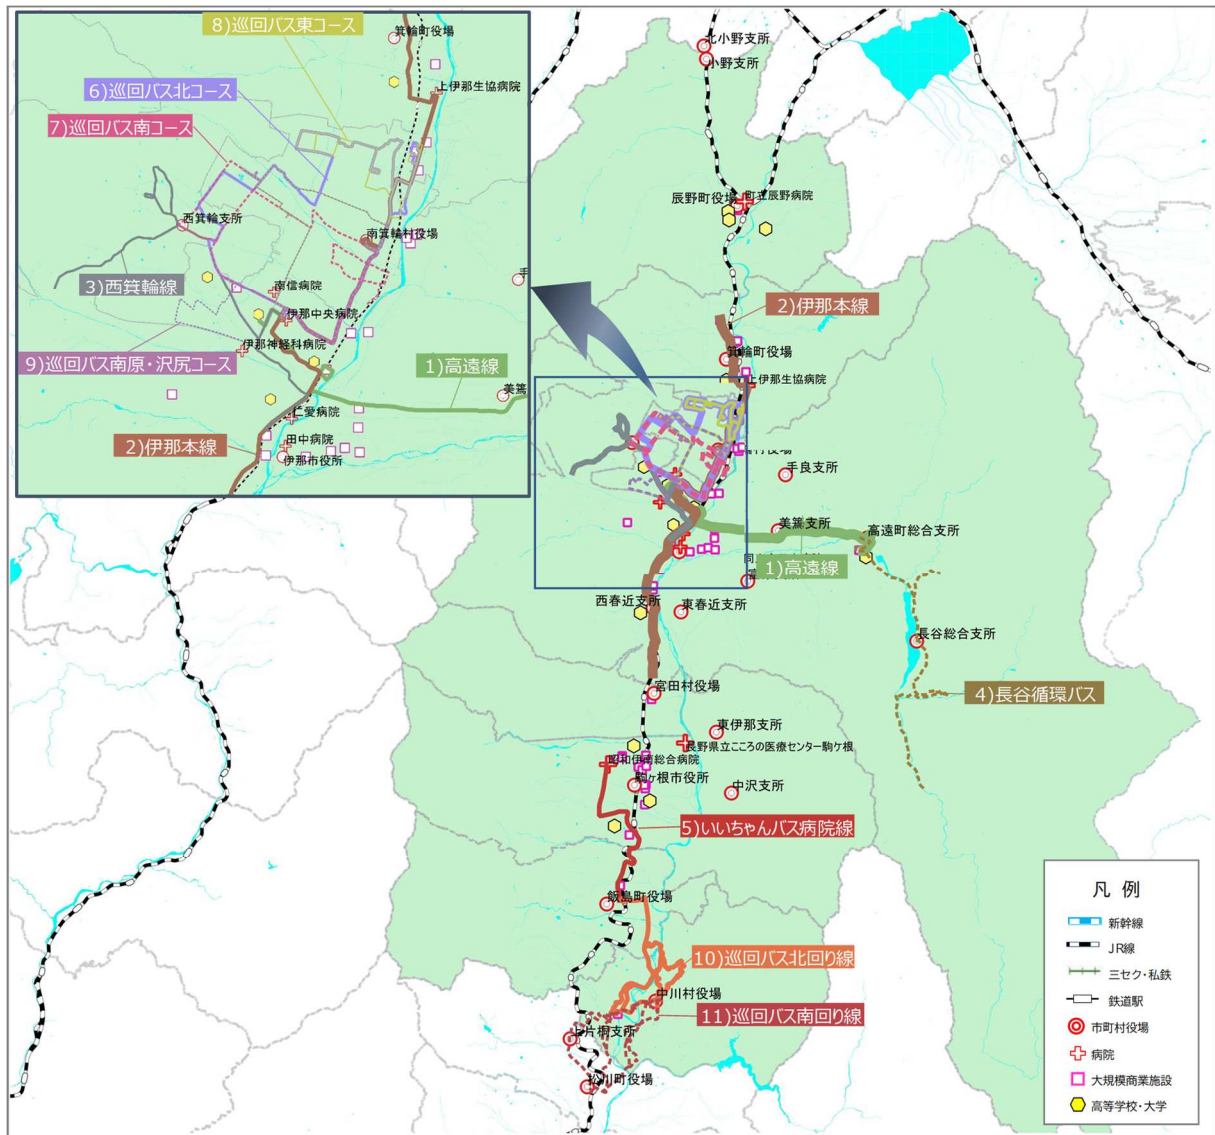 8)巡回バス東コース
箕輪町役場
6)巡回バス北コース
上伊那生協病院
7)巡回バス南コース
西箕輪支所
南箕輪村役場
3)西箕輪線
南信病院
伊那中央病院
伊那神経科病院
9)巡回バス南原・沢尻コース
1)高遠線
美篶
仁愛病院
2)伊那本線
田中病院
伊那市役所
手
北小野支所
小野支所
辰野町役場
町立辰野病院
2)伊那本線
箕輪町役場
上伊那生協病院
手良支所
美篶支所
高遠町総合支所
1)高遠線
西春近支所
東春近支所
長谷総合支所
4)長谷循環バス
宮田村役場
東伊那支所
長野県立こころの医療センター駒ケ根
昭和伊南総合病院
駒ヶ根市役所
中沢支所
5)いいちゃんバス病院線
飯島町役場
10)巡回バス北回り線
中川村役場
11)巡回バス南回り線
上片桐支所
松川町役場
凡 例
新幹線
JR線
三セク・私鉄
鉄道駅
市町村役場
病院
大規模商業施設
高等学校・大学